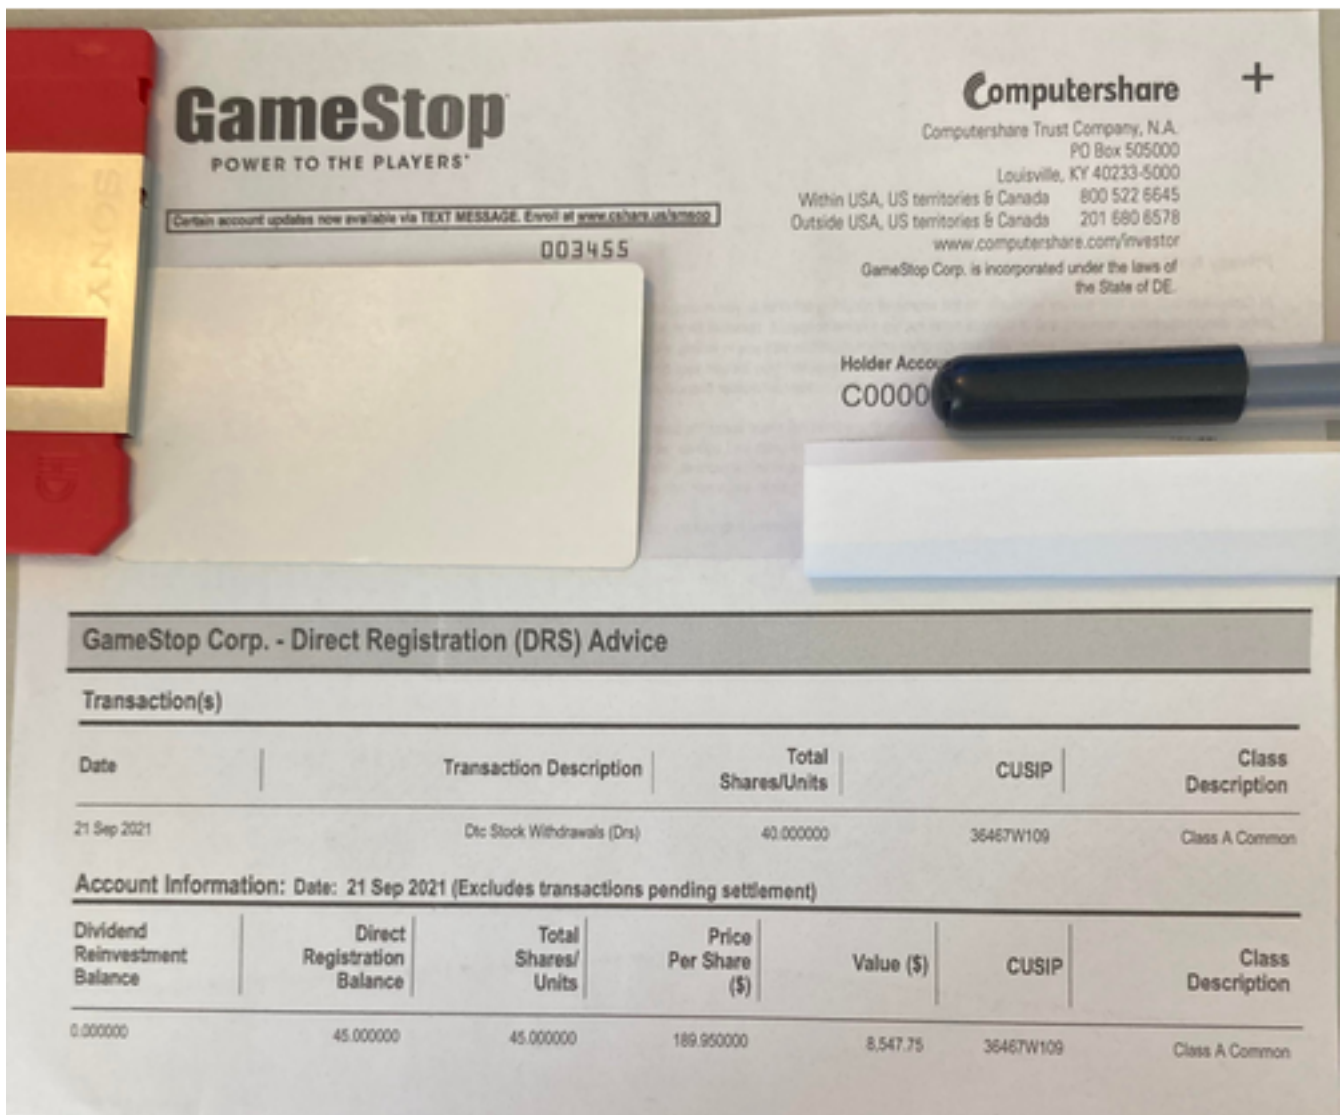 GameStop
POWER TO THE PLAYERS
Certain account updates now available via TEXT MESSAGE. Enroll at www.cshare.us/smsop
003455
Computershare
+
Computershare Trust Company, N.A.
PO Box 505000
Louisville, KY 40233-5000
Within USA, US territories & Canada 800 522 6645
Outside USA, US territories & Canada 201 680 6578
www.computershare.com/investor
GameStop Corp. is incorporated under the laws of
the State of DE.
SONY
HD
Holder Accou
C0000
GameStop Corp. - Direct Registration (DRS) Advice
Transaction(s)
Date Transaction Description Total Shares/Units CUSIP Class Description
21 Sep 2021 Dtc Stock Withdrawals (Drs) 40.000000 36467W109 Class A Common
Account Information: Date: 21 Sep 2021 (Excludes transactions pending settlement)
Dividend Reinvestment Balance Direct Registration Balance Total Shares/ Units Price Per Share ($) Value ($) CUSIP Class Description
0.000000 45.000000 45.000000 189.950000 8,547.75 36467W109 Class A Common